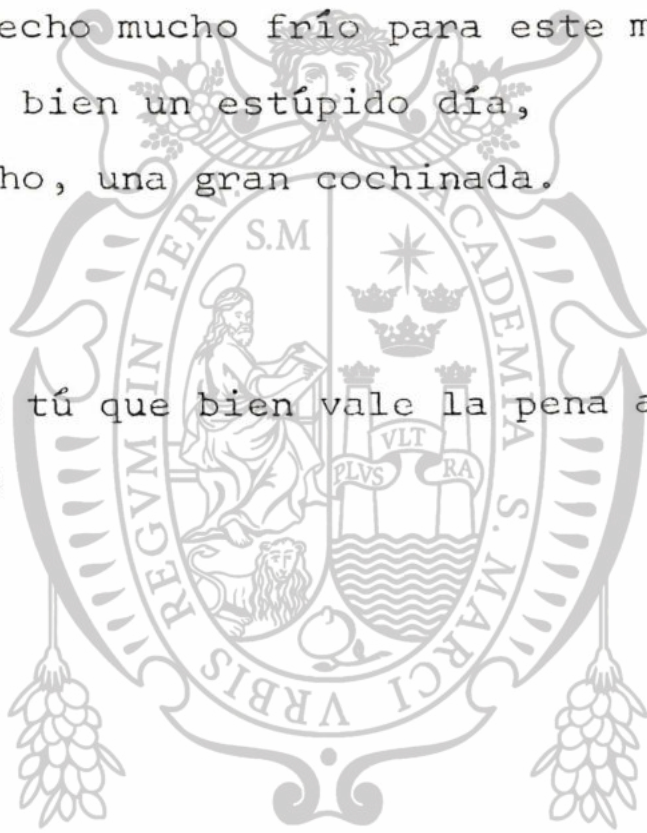 echo mucho frío para este m
bien un estúpido día,
ho, una gran cochinada.
S.M
tú que bien vale la pena a
PLVS VLT RA
ACADEMIA S. MARCI VRBIS REGVM IN PERV